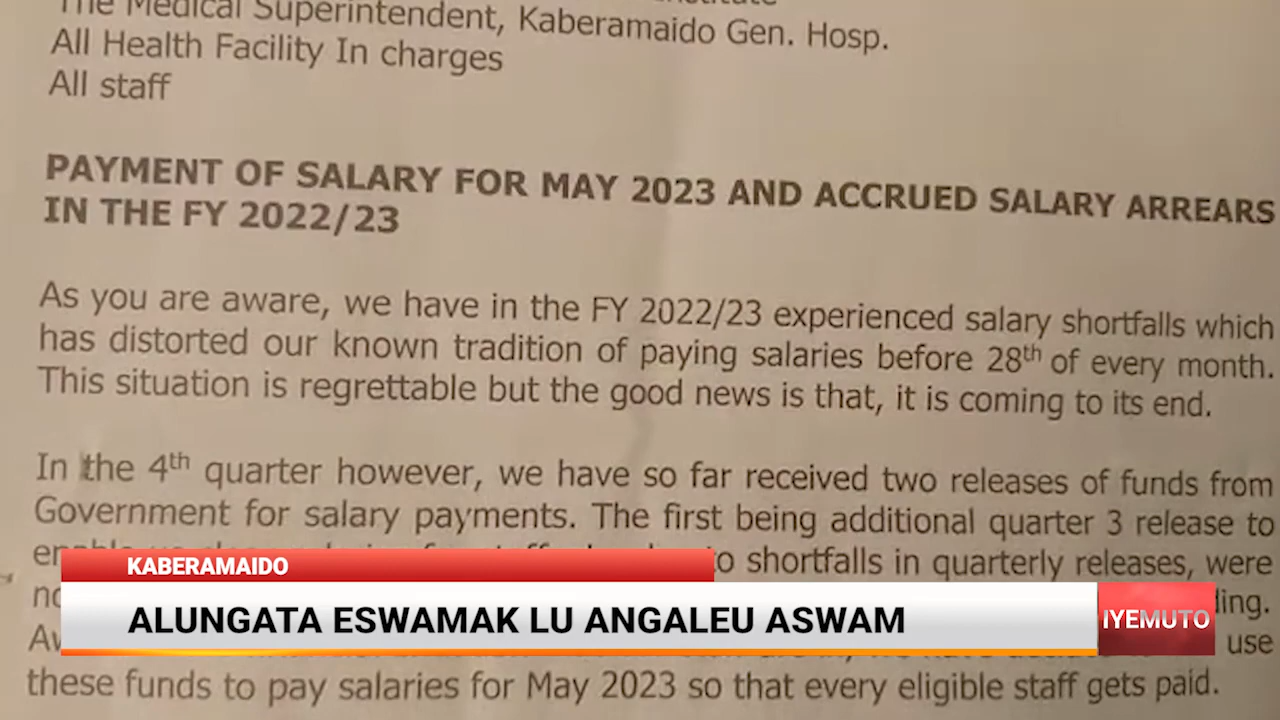 The Medical Superintendent, Kaberamaido Gen. Hosp.
All Health Facility In charges
All staff
PAYMENT OF SALARY FOR MAY 2023 AND ACCRUED SALARY ARREARS
IN THE FY 2022/23
As you are aware, we have in the FY 2022/23 experienced salary shortfalls which
has distorted our known tradition of paying salaries before 28th of every month.
This situation is regrettable but the good news is that, it is coming to its end.
In the 4th quarter however, we have so far received two releases of funds from
Government for salary payments. The first being additional quarter 3 release to
shortfalls in quarterly releases, were
use
these funds to pay salaries for May 2023 so that every eligible staff gets paid.
KABERAMAIDO
ALUNGATA ESWAMAK LU ANGALEU ASWAM
IYEMUTO